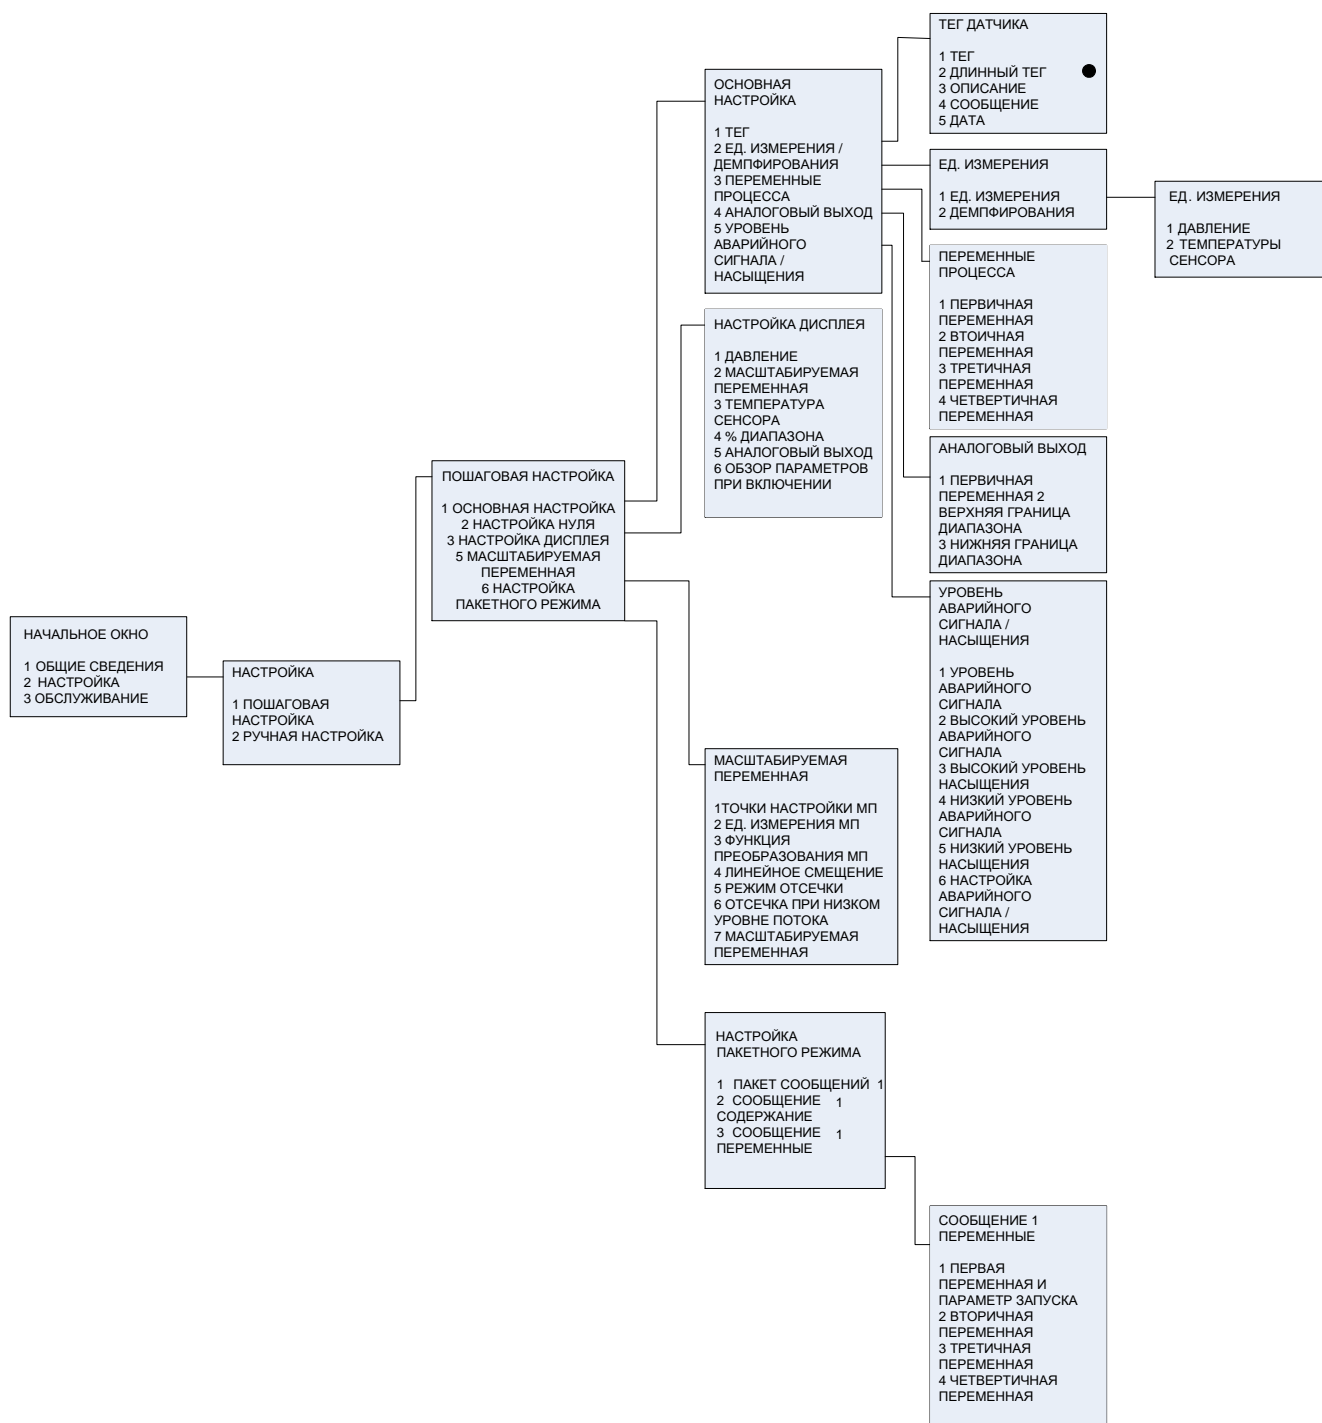 НАЧАЛЬНОЕ ОКНО
1 ОБЩИЕ СВЕДЕНИЯ
2 НАСТРОЙКА
3 ОБСЛУЖИВАНИЕ
НАСТРОЙКА
1 ПОШАГОВАЯ
НАСТРОЙКА
2 РУЧНАЯ НАСТРОЙКА
ПОШАГОВАЯ НАСТРОЙКА
1 ОСНОВНАЯ НАСТРОЙКА
2 НАСТРОЙКА НУЛЯ
3 НАСТРОЙКА ДИСПЛЕЯ
5 МАСШТАБИРУЕМАЯ
ПЕРЕМЕННАЯ
6 НАСТРОЙКА
ПАКЕТНОГО РЕЖИМА
ОСНОВНАЯ
НАСТРОЙКА
1 ТЕГ
2 ЕД. ИЗМЕРЕНИЯ /
ДЕМПФИРОВАНИЯ
3 ПЕРЕМЕННЫЕ
ПРОЦЕССА
4 АНАЛОГОВЫЙ ВЫХОД
5 УРОВЕНЬ
АВАРИЙНОГО
СИГНАЛА /
НАСЫЩЕНИЯ
НАСТРОЙКА ДИСПЛЕЯ
1 ДАВЛЕНИЕ
2 МАСШТАБИРУЕМАЯ
ПЕРЕМЕННАЯ
3 ТЕМПЕРАТУРА
СЕНСОРА
4 % ДИАПАЗОНА
5 АНАЛОГОВЫЙ ВЫХОД
6 ОБЗОР ПАРАМЕТРОВ
ПРИ ВКЛЮЧЕНИИ
МАСШТАБИРУЕМАЯ
ПЕРЕМЕННАЯ
1ТОЧКИ НАСТРОЙКИ МП
2 ЕД. ИЗМЕРЕНИЯ МП
3 ФУНКЦИЯ
ПРЕОБРАЗОВАНИЯ МП
4 ЛИНЕЙНОЕ СМЕЩЕНИЕ
5 РЕЖИМ ОТСЕЧКИ
6 ОТСЕЧКА ПРИ НИЗКОМ
УРОВНЕ ПОТОКА
7 МАСШТАБИРУЕМАЯ
ПЕРЕМЕННАЯ
НАСТРОЙКА
ПАКЕТНОГО РЕЖИМА
1 ПАКЕТ СООБЩЕНИЙ 1
2 СООБЩЕНИЕ 1
СОДЕРЖАНИЕ
3 СООБЩЕНИЕ 1
ПЕРЕМЕННЫЕ
ТЕГ ДАТЧИКА
1 ТЕГ
2 ДЛИННЫЙ ТЕГ
3 ОПИСАНИЕ
4 СООБЩЕНИЕ
5 ДАТА
ЕД. ИЗМЕРЕНИЯ
1 ЕД. ИЗМЕРЕНИЯ
2 ДЕМПФИРОВАНИЯ
ЕД. ИЗМЕРЕНИЯ
1 ДАВЛЕНИЕ
2 ТЕМПЕРАТУРЫ
СЕНСОРА
ПЕРЕМЕННЫЕ
ПРОЦЕССА
1 ПЕРВИЧНАЯ
ПЕРЕМЕННАЯ
2 ВТОИЧНАЯ
ПЕРЕМЕННАЯ
3 ТРЕТИЧНАЯ
ПЕРЕМЕННАЯ
4 ЧЕТВЕРТИЧНАЯ
ПЕРЕМЕННАЯ
АНАЛОГОВЫЙ ВЫХОД
1 ПЕРВИЧНАЯ
ПЕРЕМЕННАЯ 2
ВЕРХНЯЯ ГРАНИЦА
ДИАПАЗОНА
3 НИЖНЯЯ ГРАНИЦА
ДИАПАЗОНА
УРОВЕНЬ
АВАРИЙНОГО
СИГНАЛА /
НАСЫЩЕНИЯ
1 УРОВЕНЬ
АВАРИЙНОГО
СИГНАЛА
2 ВЫСОКИЙ УРОВЕНЬ
АВАРИЙНОГО
СИГНАЛА
3 ВЫСОКИЙ УРОВЕНЬ
НАСЫЩЕНИЯ
4 НИЗКИЙ УРОВЕНЬ
АВАРИЙНОГО
СИГНАЛА
5 НИЗКИЙ УРОВЕНЬ
НАСЫЩЕНИЯ
6 НАСТРОЙКА
АВАРИЙНОГО
СИГНАЛА /
НАСЫЩЕНИЯ
СООБЩЕНИЕ 1
ПЕРЕМЕННЫЕ
1 ПЕРВАЯ
ПЕРЕМЕННАЯ И
ПАРАМЕТР ЗАПУСКА
2 ВТОРИЧНАЯ
ПЕРЕМЕННАЯ
3 ТРЕТИЧНАЯ
ПЕРЕМЕННАЯ
4 ЧЕТВЕРТИЧНАЯ
ПЕРЕМЕННАЯ